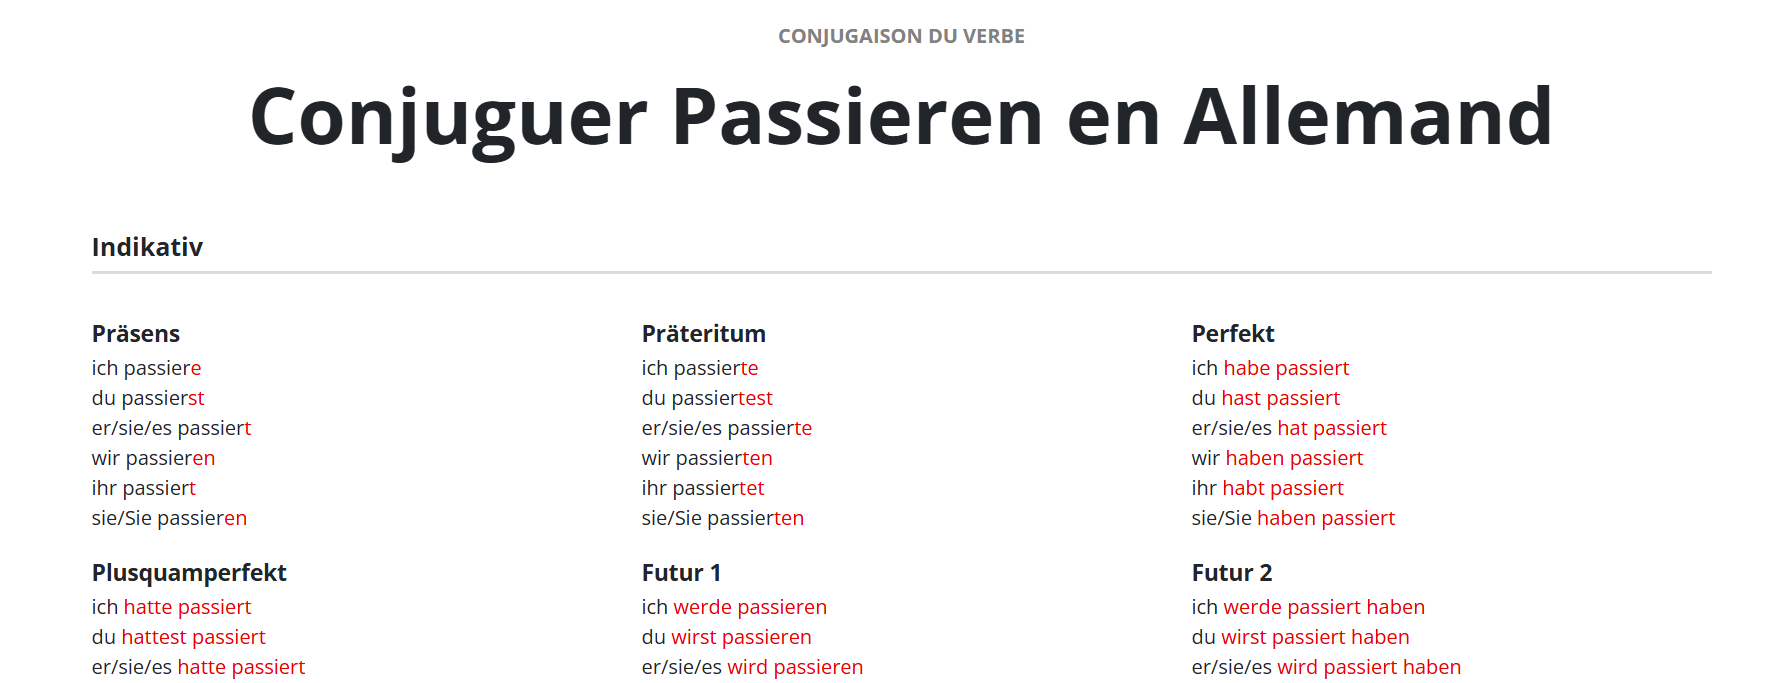 CONJUGAISON DU VERBE
Conjuguer Passieren en Allemand
Indikativ
Präsens
ich passiere
du passierst
er/sie/es passiert
wir passieren
ihr passiert
sie/Sie passieren
Präteritum
ich passierte
du passiertest
er/sie/es passierte
wir passierten
ihr passiertet
sie/Sie passierten
Perfekt
ich habe passiert
du hast passiert
er/sie/es hat passiert
wir haben passiert
ihr habt passiert
sie/Sie haben passiert
Plusquamperfekt
ich hatte passiert
du hattest passiert
er/sie/es hatte passiert
Futur 1
ich werde passieren
du wirst passieren
er/sie/es wird passieren
Futur 2
ich werde passiert haben
du wirst passiert haben
er/sie/es wird passiert haben